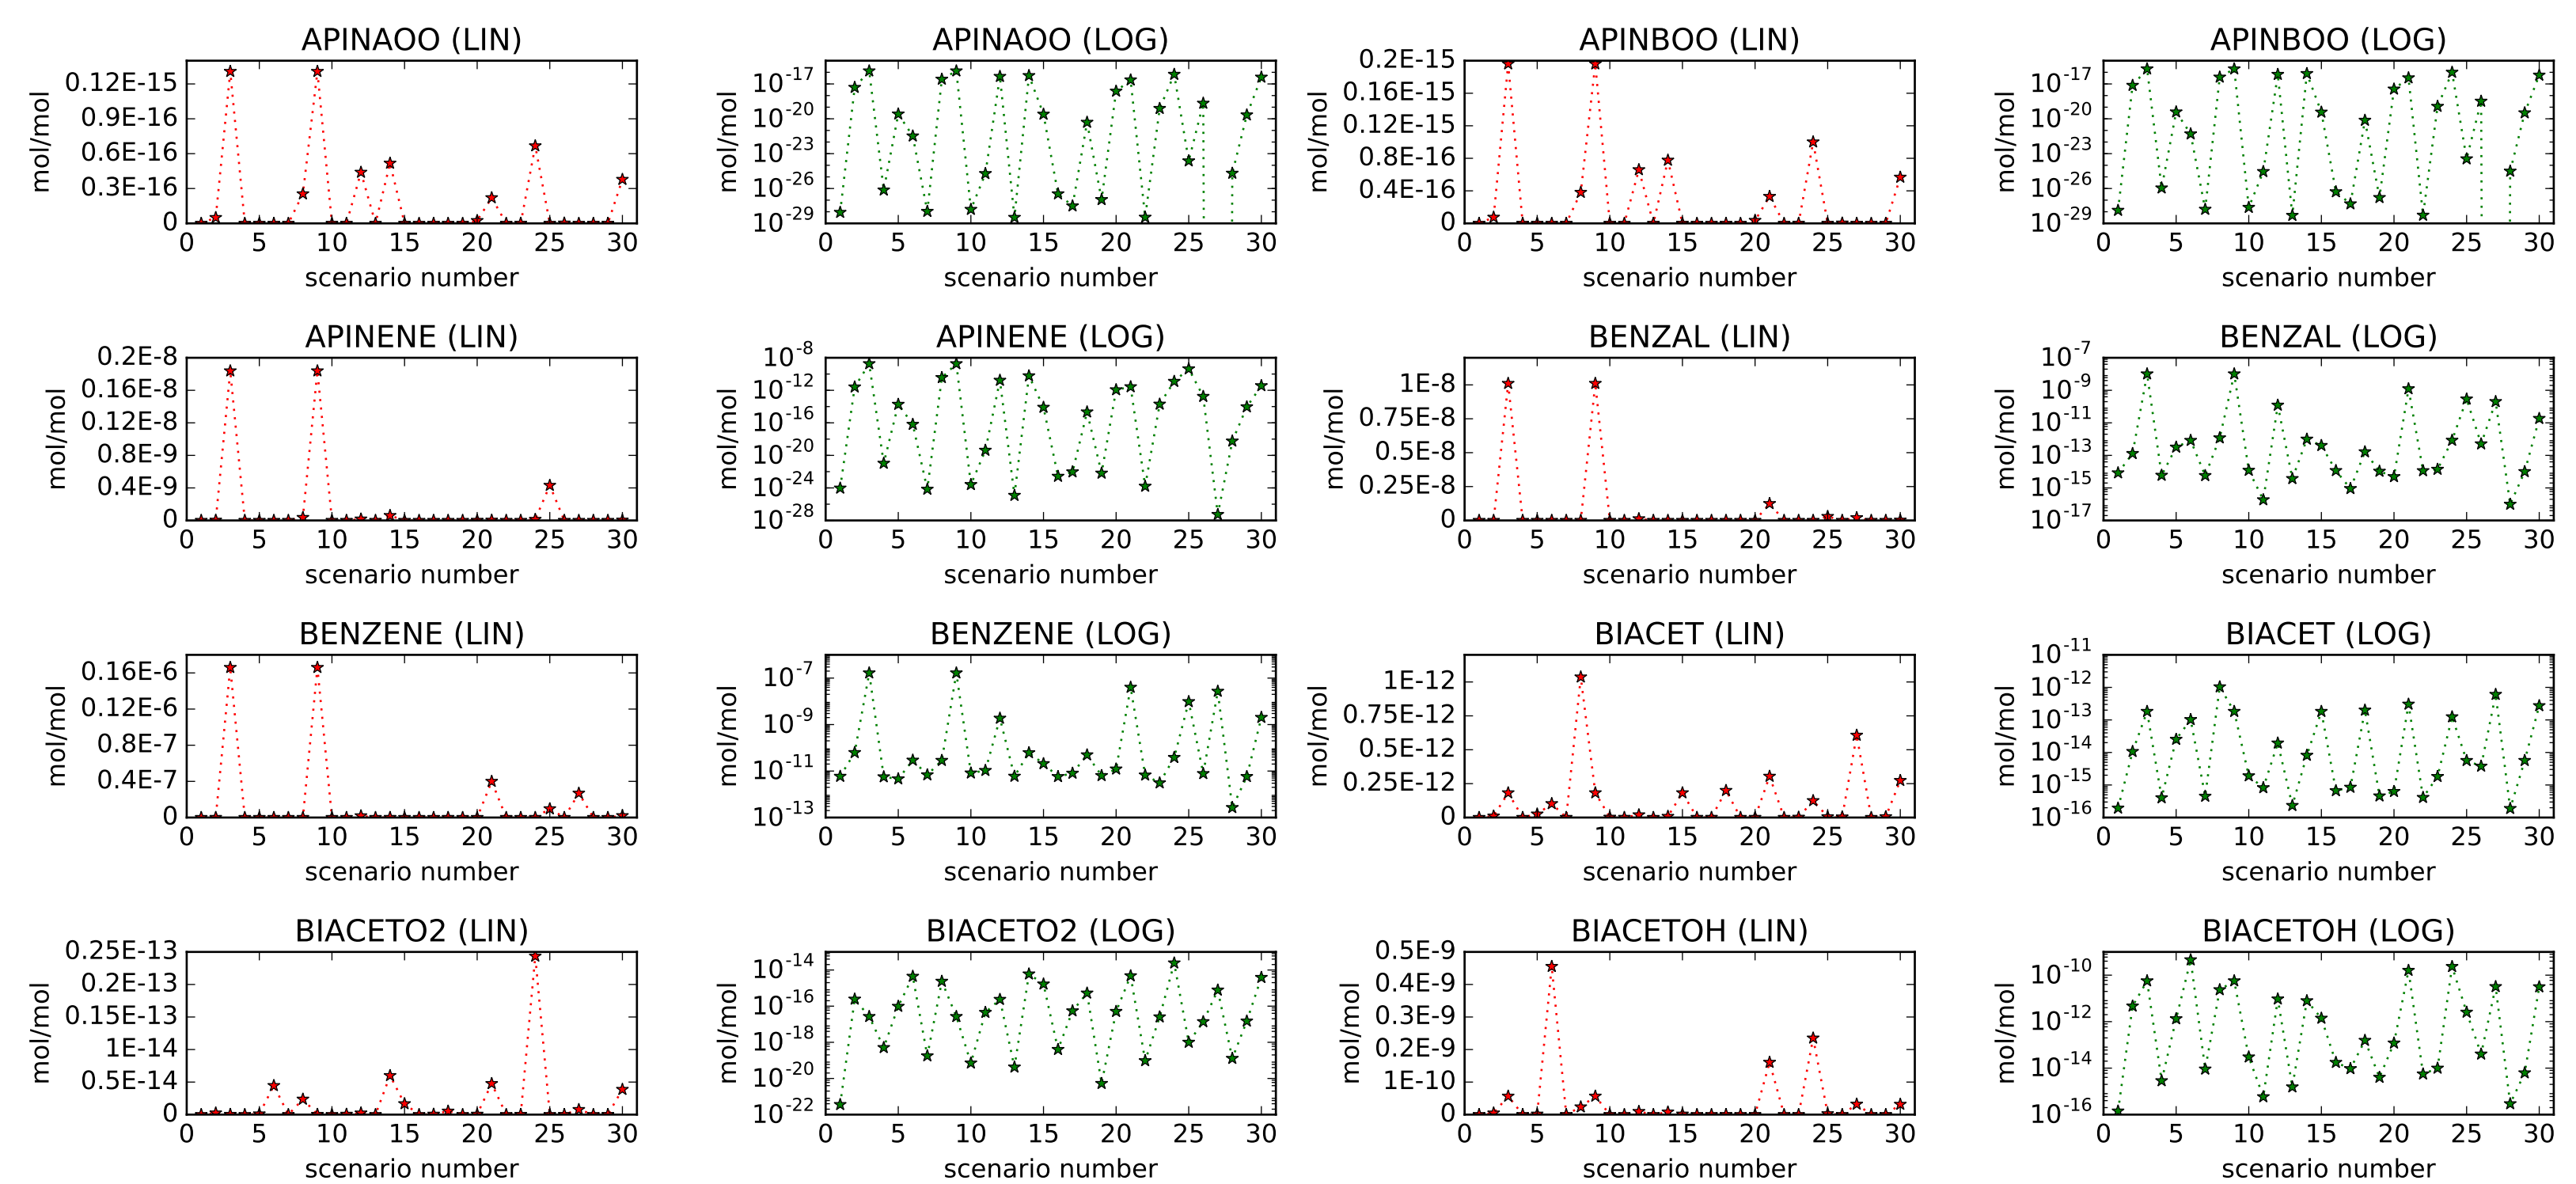 APINAOO (LIN)
mol/mol
0.12E-15
0.9E-16
0.6E-16
0.3E-16
0
0 5 10 15 20 25 30
scenario number
APINAOO (LOG)
mol/mol
10^-17
10^-20
10^-23
10^-26
10^-29
0 5 10 15 20 25 30
scenario number
APINBOO (LIN)
mol/mol
0.2E-15
0.16E-15
0.12E-15
0.8E-16
0.4E-16
0
0 5 10 15 20 25 30
scenario number
APINBOO (LOG)
mol/mol
10^-17
10^-20
10^-23
10^-26
10^-29
0 5 10 15 20 25 30
scenario number
APINENE (LIN)
mol/mol
0.2E-8
0.16E-8
0.12E-8
0.8E-9
0.4E-9
0
0 5 10 15 20 25 30
scenario number
APINENE (LOG)
mol/mol
10^-8
10^-12
10^-16
10^-20
10^-24
10^-28
0 5 10 15 20 25 30
scenario number
BENZAL (LIN)
mol/mol
1E-8
0.75E-8
0.5E-8
0.25E-8
0
0 5 10 15 20 25 30
scenario number
BENZAL (LOG)
mol/mol
10^-7
10^-9
10^-11
10^-13
10^-15
10^-17
0 5 10 15 20 25 30
scenario number
BENZENE (LIN)
mol/mol
0.16E-6
0.12E-6
0.8E-7
0.4E-7
0
0 5 10 15 20 25 30
scenario number
BENZENE (LOG)
mol/mol
10^-7
10^-9
10^-11
10^-13
0 5 10 15 20 25 30
scenario number
BIACET (LIN)
mol/mol
1E-12
0.75E-12
0.5E-12
0.25E-12
0
0 5 10 15 20 25 30
scenario number
BIACET (LOG)
mol/mol
10^-11
10^-12
10^-13
10^-14
10^-15
10^-16
0 5 10 15 20 25 30
scenario number
BIACETO2 (LIN)
mol/mol
0.25E-13
0.2E-13
0.15E-13
1E-14
0.5E-14
0
0 5 10 15 20 25 30
scenario number
BIACETO2 (LOG)
mol/mol
10^-14
10^-16
10^-18
10^-20
10^-22
0 5 10 15 20 25 30
scenario number
BIACETOH (LIN)
mol/mol
0.5E-9
0.4E-9
0.3E-9
0.2E-9
1E-10
0
0 5 10 15 20 25 30
scenario number
BIACETOH (LOG)
mol/mol
10^-10
10^-12
10^-14
10^-16
0 5 10 15 20 25 30
scenario number